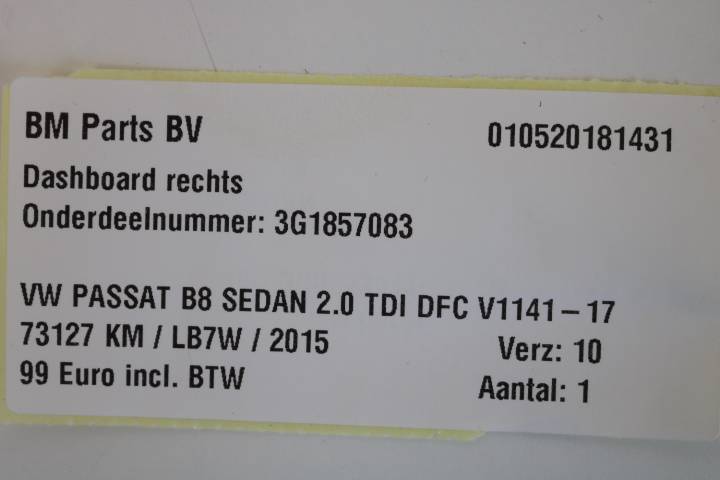 BM Parts BV 010520181431
Dashboard rechts
Onderdeelnummer: 3G1857083
VW PASSAT B8 SEDAN 2.0 TDI DFC V1141-17
73127 KM / LB7W / 2015 Verz: 10
99 Euro incl. BTW Aantal: 1